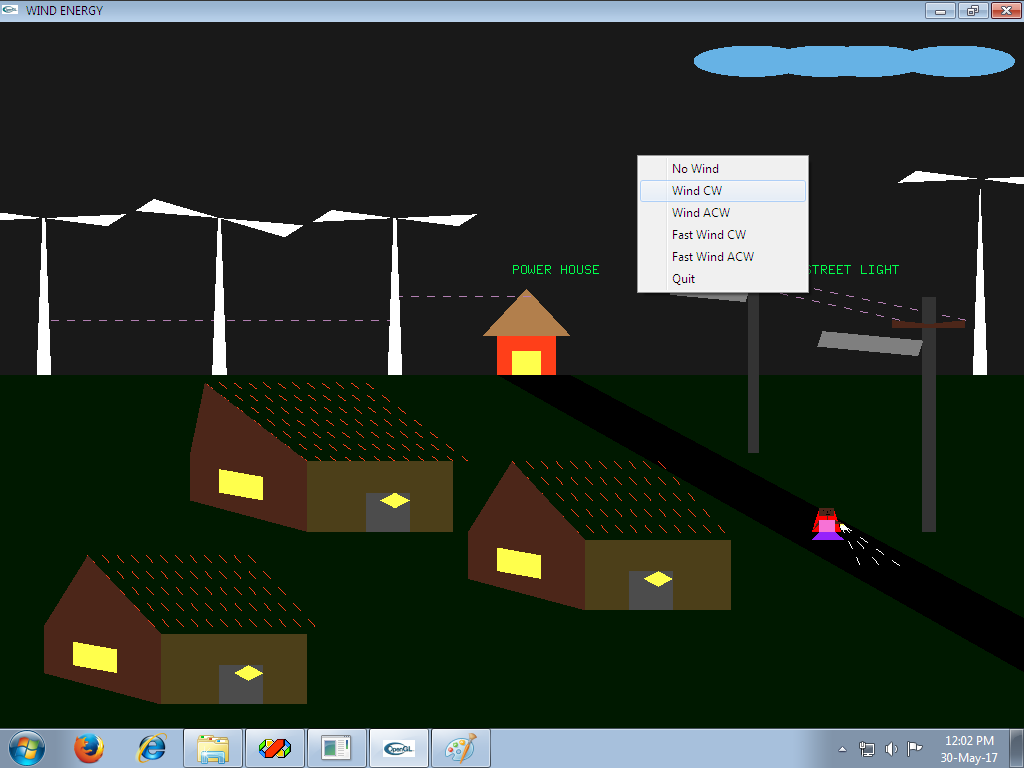 WIND ENERGY
No Wind
Wind CW
Wind ACW
Fast Wind CW
Fast Wind ACW
Quit
POWER HOUSE
STREET LIGHT
OpenGL
12:02 PM
30-May-17